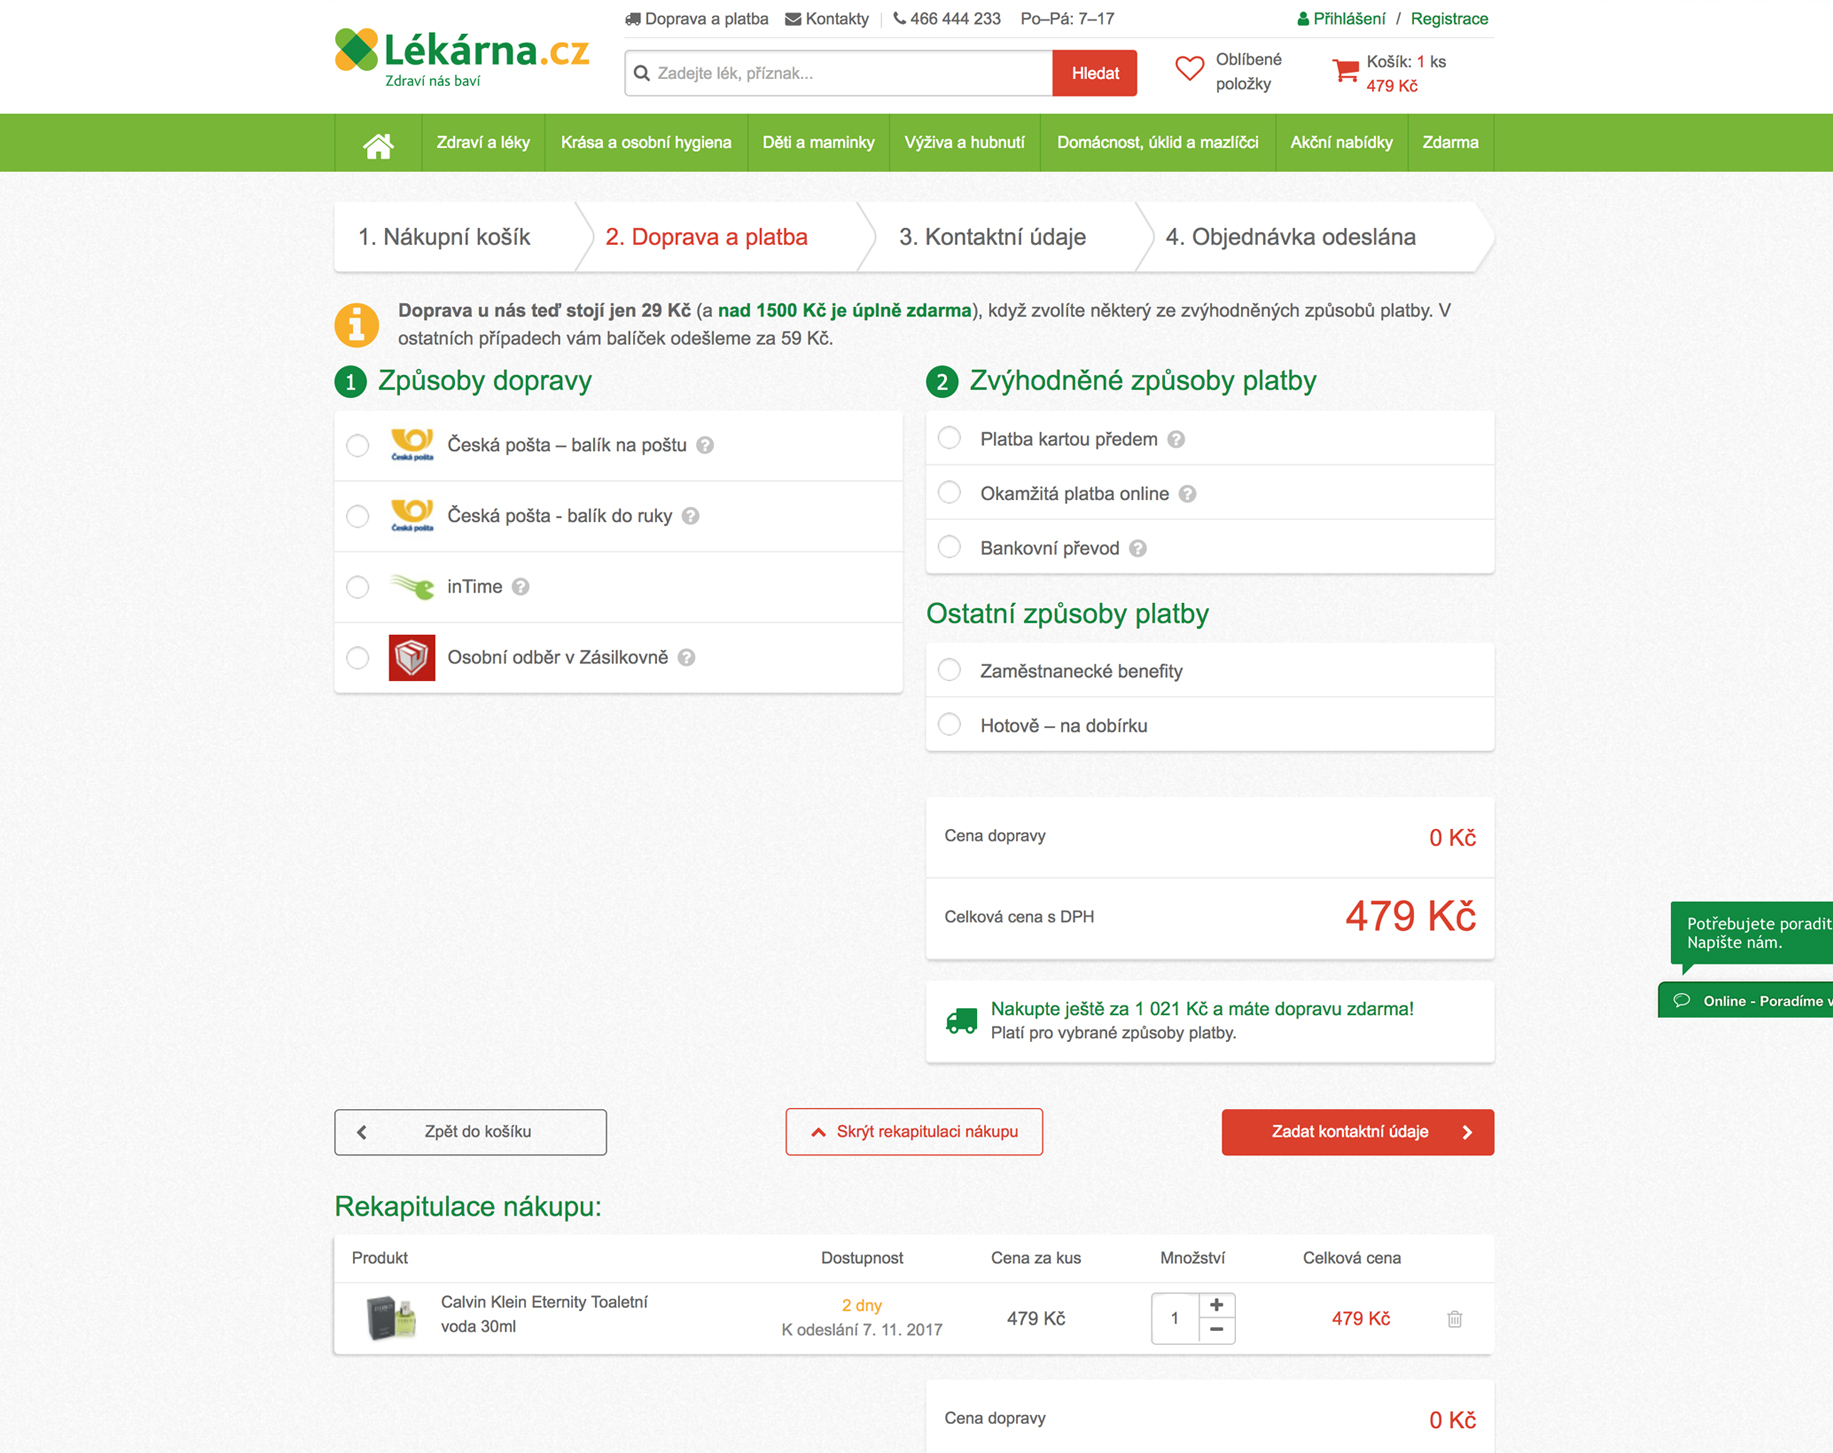 Doprava a platba Kontakty 466 444 233 Po–Pá: 7–17 Přihlášení / Registrace
Lékárna.cz
Zdraví nás baví
Zadejte lék, příznak... Hledat
Oblíbené
položky
Košík: 1 ks
479 Kč
Zdraví a léky Krása a osobní hygiena Děti a maminky Výživa a hubnutí Domácnost, úklid a mazlíčci Akční nabídky Zdarma
1. Nákupní košík 2. Doprava a platba 3. Kontaktní údaje 4. Objednávka odeslána
Doprava u nás teď stojí jen 29 Kč (a nad 1500 Kč je úplně zdarma), když zvolíte některý ze zvýhodněných způsobů platby. V
ostatních případech vám balíček odešleme za 59 Kč.
1 Způsoby dopravy
Česká pošta Česká pošta – balík na poštu ?
Česká pošta Česká pošta - balík do ruky ?
inTime ?
Osobní odběr v Zásilkovně ?
2 Zvýhodněné způsoby platby
Platba kartou předem ?
Okamžitá platba online ?
Bankovní převod ?
Ostatní způsoby platby
Zaměstnanecké benefity
Hotově – na dobírku
Cena dopravy 0 Kč
Celková cena s DPH 479 Kč
Potřebujete poradit
Napište nám.
Online - Poradíme v
Nakupte ještě za 1 021 Kč a máte dopravu zdarma!
Platí pro vybrané způsoby platby.
Zpět do košíku Skrýt rekapitulaci nákupu Zadat kontaktní údaje
Rekapitulace nákupu:
Produkt Dostupnost Cena za kus Množství Celková cena
Calvin Klein Eternity Toaletní
voda 30ml
2 dny
K odeslání 7. 11. 2017
479 Kč 1 + − 479 Kč
Cena dopravy 0 Kč